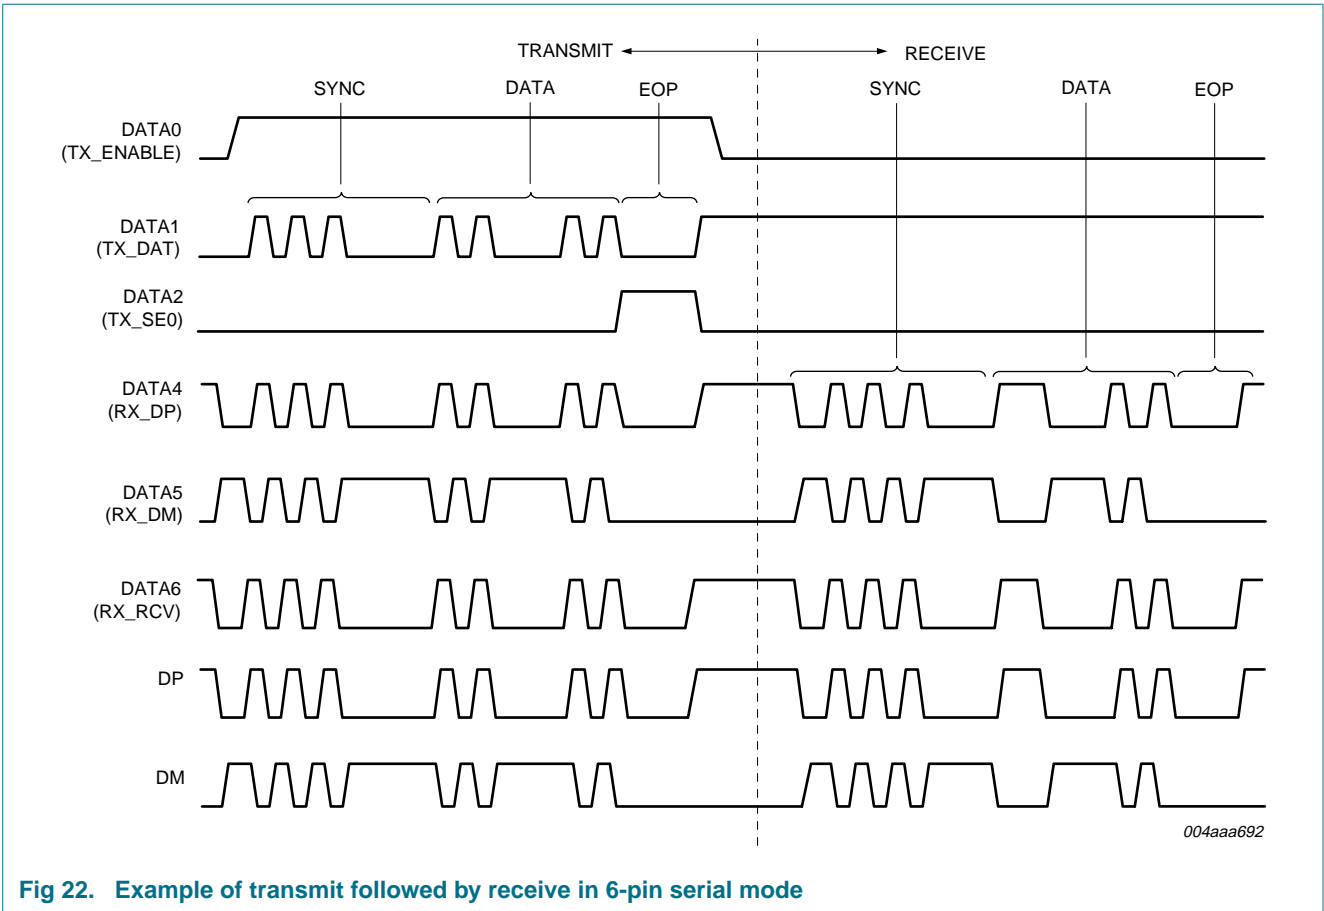 TRANSMIT
RECEIVE
SYNC
DATA
EOP
SYNC
DATA
EOP
DATA0
(TX_ENABLE)
DATA1
(TX_DAT)
DATA2
(TX_SE0)
DATA4
(RX_DP)
DATA5
(RX_DM)
DATA6
(RX_RCV)
DP
DM
004aaa692
Fig 22. Example of transmit followed by receive in 6-pin serial mode